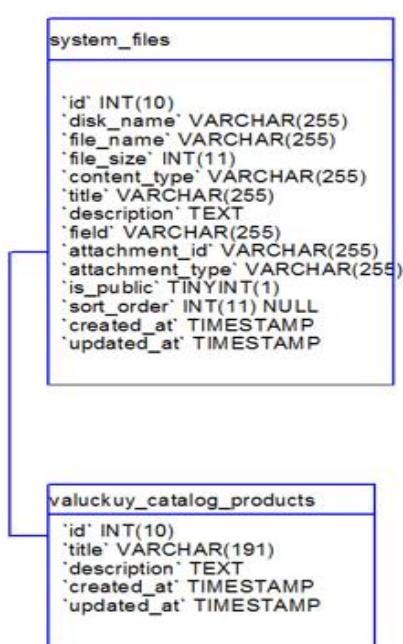 system_files
`id` INT(10)
`disk_name` VARCHAR(255)
`file_name` VARCHAR(255)
`file_size` INT(11)
`content_type` VARCHAR(255)
`title` VARCHAR(255)
`description` TEXT
`field` VARCHAR(255)
`attachment_id` VARCHAR(255)
`attachment_type` VARCHAR(255)
`is_public` TINYINT(1)
`sort_order` INT(11) NULL
`created_at` TIMESTAMP
`updated_at` TIMESTAMP
valuckuy_catalog_products
`id` INT(10)
`title` VARCHAR(191)
`description` TEXT
`created_at` TIMESTAMP
`updated_at` TIMESTAMP